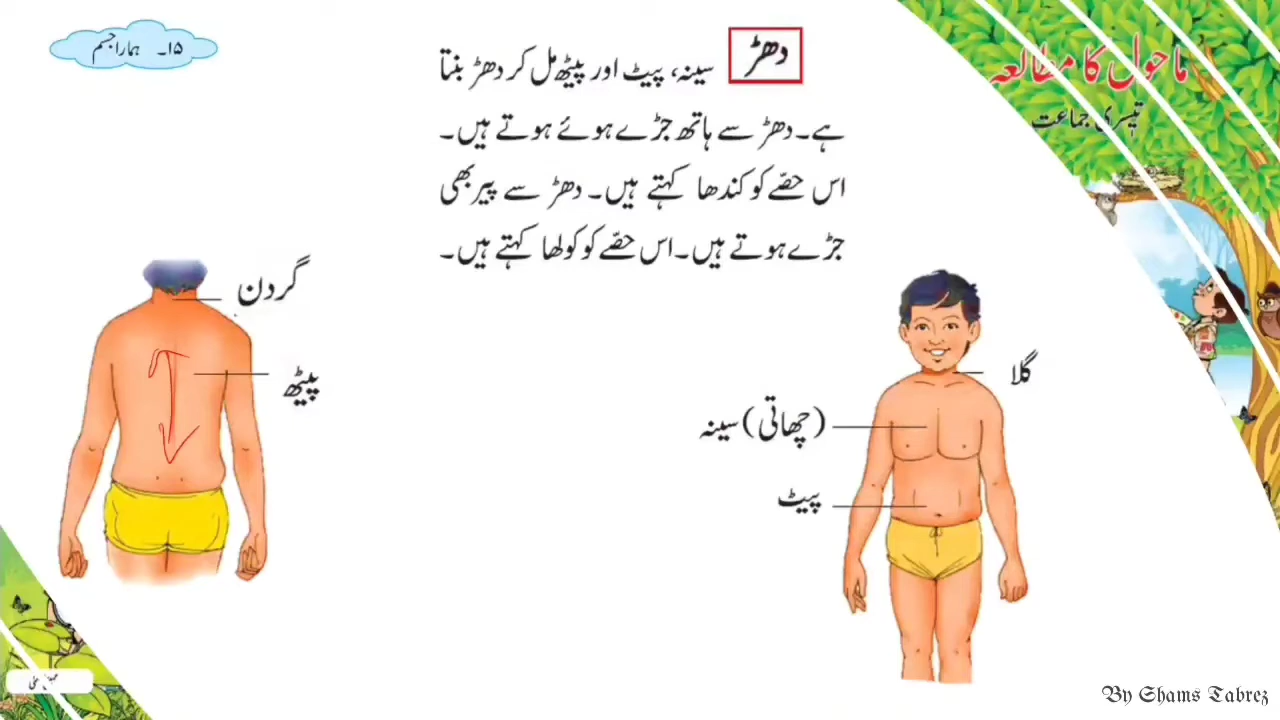 ۱۵۔ ہمارا جسم
ماحول کا مطالعہ
تیسری جماعت
دھڑ
سینہ، پیٹ اور پیٹھ مل کر دھڑ بنتا
ہے۔ دھڑ سے ہاتھ جڑے ہوئے ہوتے ہیں۔
اس حصّے کو کندھا کہتے ہیں۔ دھڑ سے پیر بھی
جڑے ہوتے ہیں۔ اس حصّے کو کولھا کہتے ہیں۔
گردن
پیٹھ
گلا
(چھاتی) سینہ
پیٹ
By Shams Tabrez